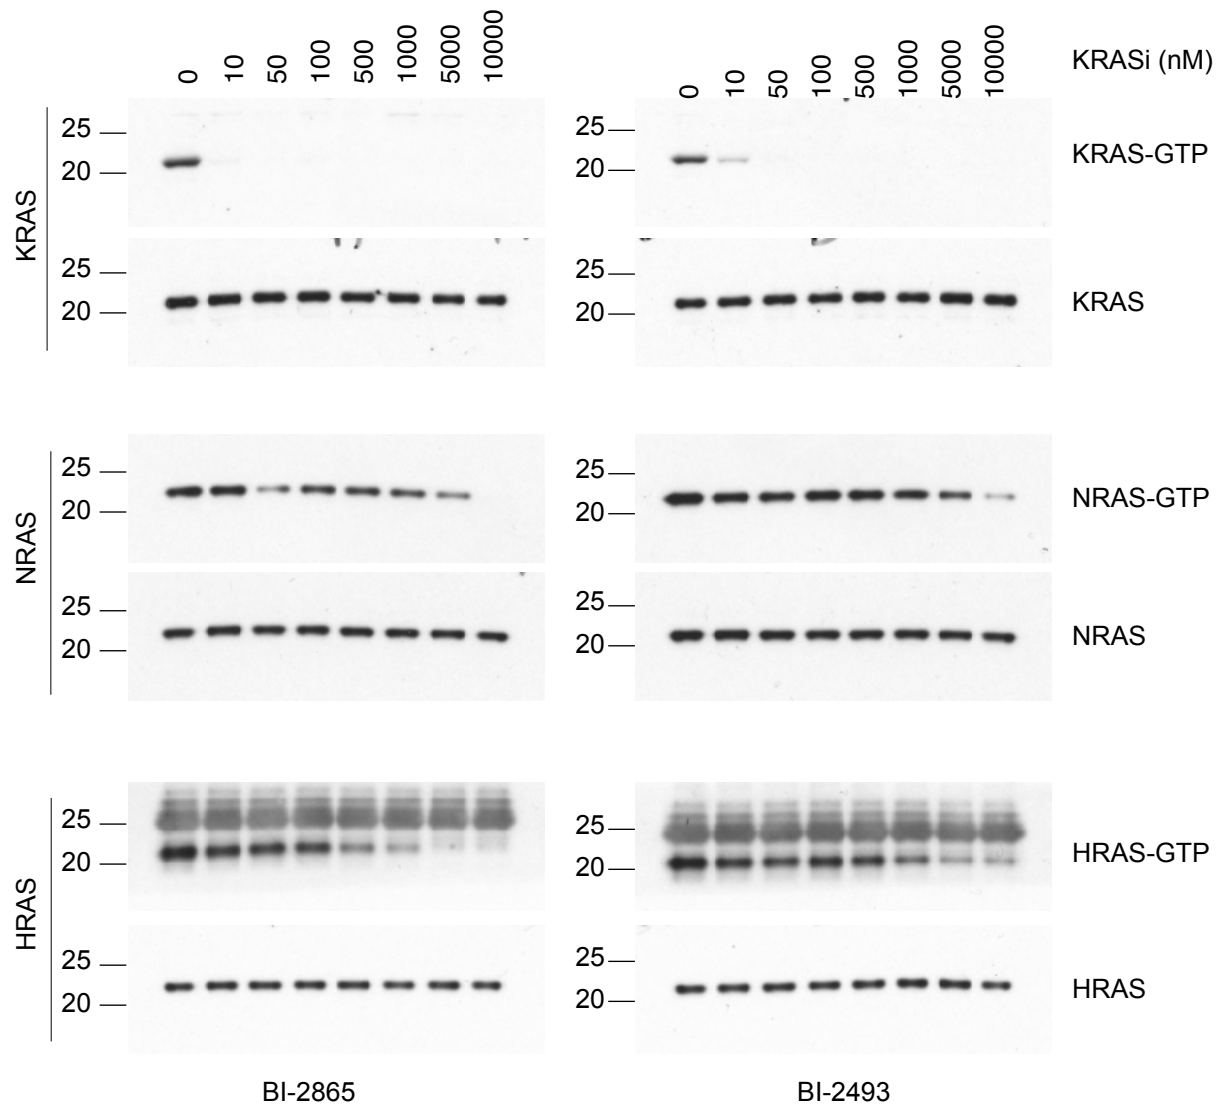 0 10 50 100 500 1000 5000 10000 0 10 50 100 500 1000 5000 10000 KRASi (nM)
KRAS
25 25 KRAS-GTP
20 20
25 25 KRAS
20 20
NRAS
25 25 NRAS-GTP
20 20
25 25 NRAS
20 20
HRAS
25 25 HRAS-GTP
20 20
25 25 HRAS
20 20
BI-2865 BI-2493